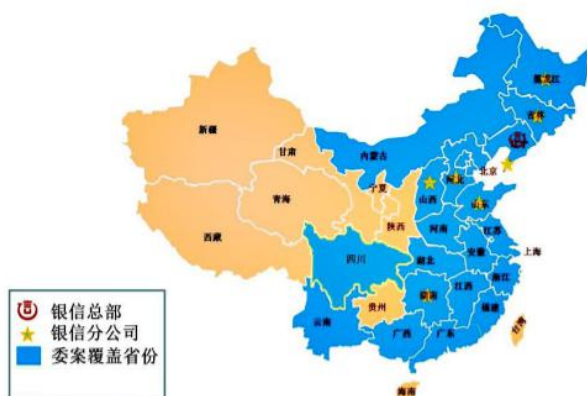 黑龙江
吉林
新疆
内蒙古
甘肃
北京
河北
宁夏
山西
青海
山东
陕西
河南
江苏
西藏
四川
安徽
上海
湖北
浙江
江西
贵州
福建
云南
台湾
广西
广东
海南
银信总部
银信分公司
委案覆盖省份